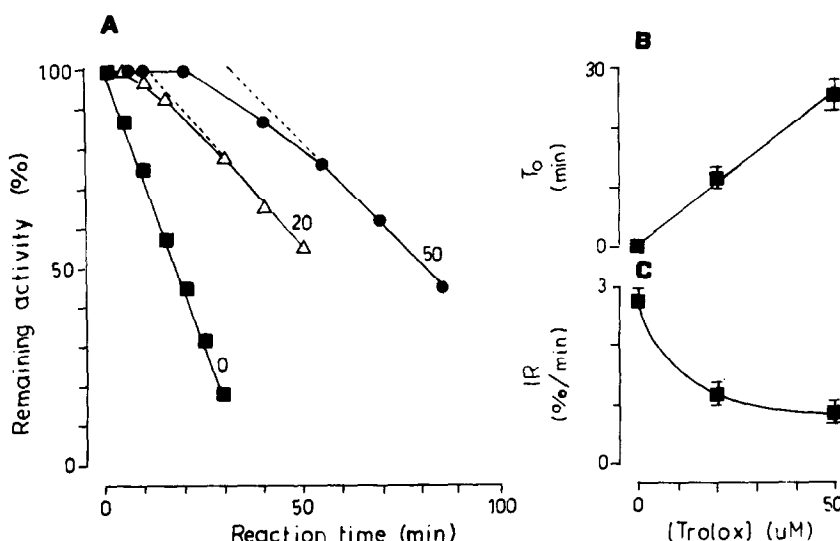 A
100
50
0
Remaining activity (%)
0
20
50
0
50
100
Reaction time (min)
B
30
0
To
(min)
C
3
0
IR
(%/min)
0
50
[Trolox] (uM)